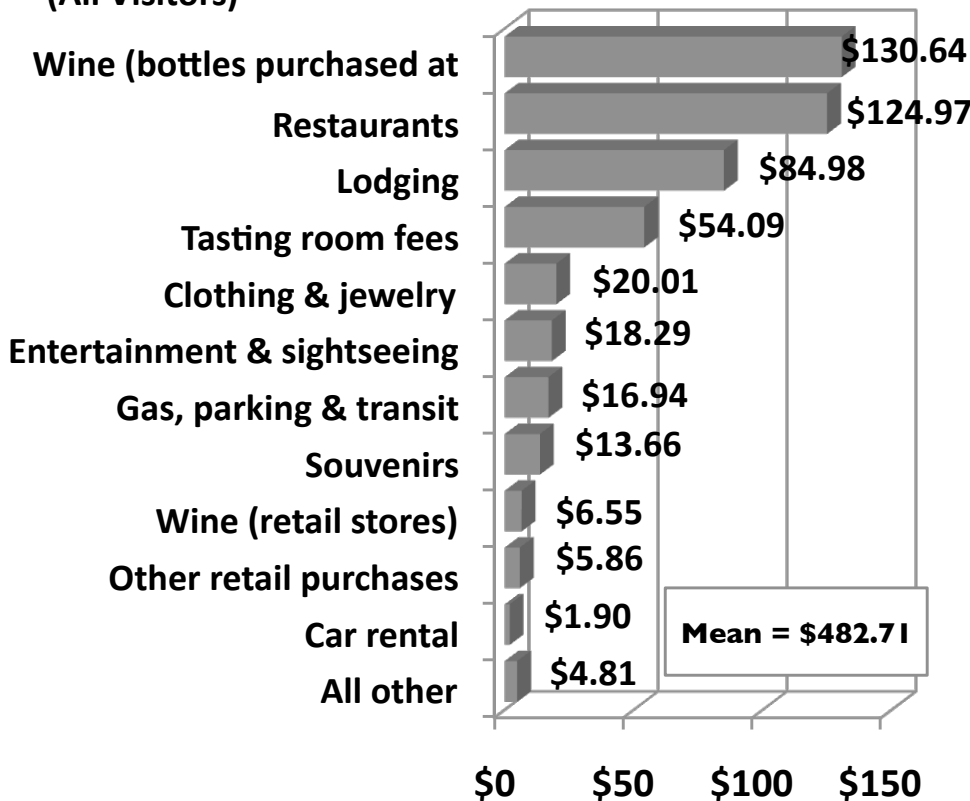 (All Visitors)
Wine (bottles purchased at $130.64
Restaurants $124.97
Lodging $84.98
Tasting room fees $54.09
Clothing & jewelry $20.01
Entertainment & sightseeing $18.29
Gas, parking & transit $16.94
Souvenirs $13.66
Wine (retail stores) $6.55
Other retail purchases $5.86
Car rental $1.90
Mean = $482.71
All other $4.81
$0 $50 $100 $150